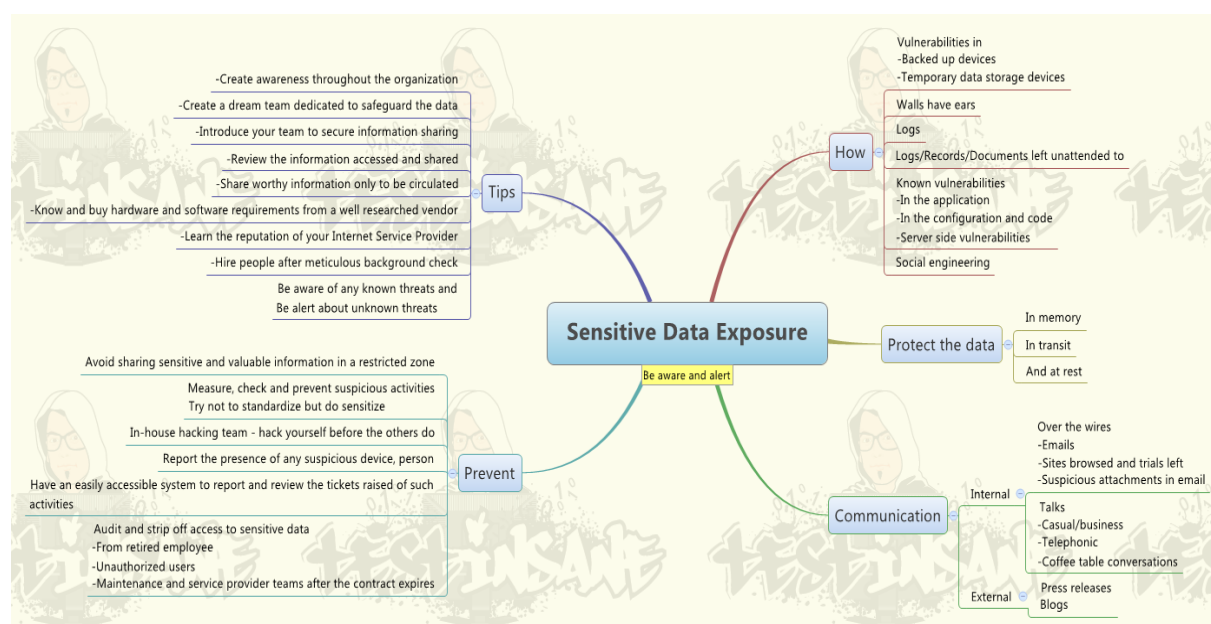 Sensitive Data Exposure
Be aware and alert
How
Vulnerabilities in
-Backed up devices
-Temporary data storage devices
Walls have ears
Logs
Logs/Records/Documents left unattended to
Known vulnerabilities
-In the application
-In the configuration and code
-Server side vulnerabilities
Social engineering
Protect the data
In memory
In transit
And at rest
Communication
Internal
Over the wires
-Emails
-Sites browsed and trials left
-Suspicious attachments in email
Talks
-Casual/business
-Telephonic
-Coffee table conversations
External
Press releases
Blogs
Prevent
Avoid sharing sensitive and valuable information in a restricted zone
Measure, check and prevent suspicious activities
Try not to standardize but do sensitize
In-house hacking team - hack yourself before the others do
Report the presence of any suspicious device, person
Have an easily accessible system to report and review the tickets raised of such
activities
Audit and strip off access to sensitive data
-From retired employee
-Unauthorized users
-Maintenance and service provider teams after the contract expires
Tips
-Create awareness throughout the organization
-Create a dream team dedicated to safeguard the data
-Introduce your team to secure information sharing
-Review the information accessed and shared
-Share worthy information only to be circulated
-Know and buy hardware and software requirements from a well researched vendor
-Learn the reputation of your Internet Service Provider
-Hire people after meticulous background check
Be aware of any known threats and
Be alert about unknown threats